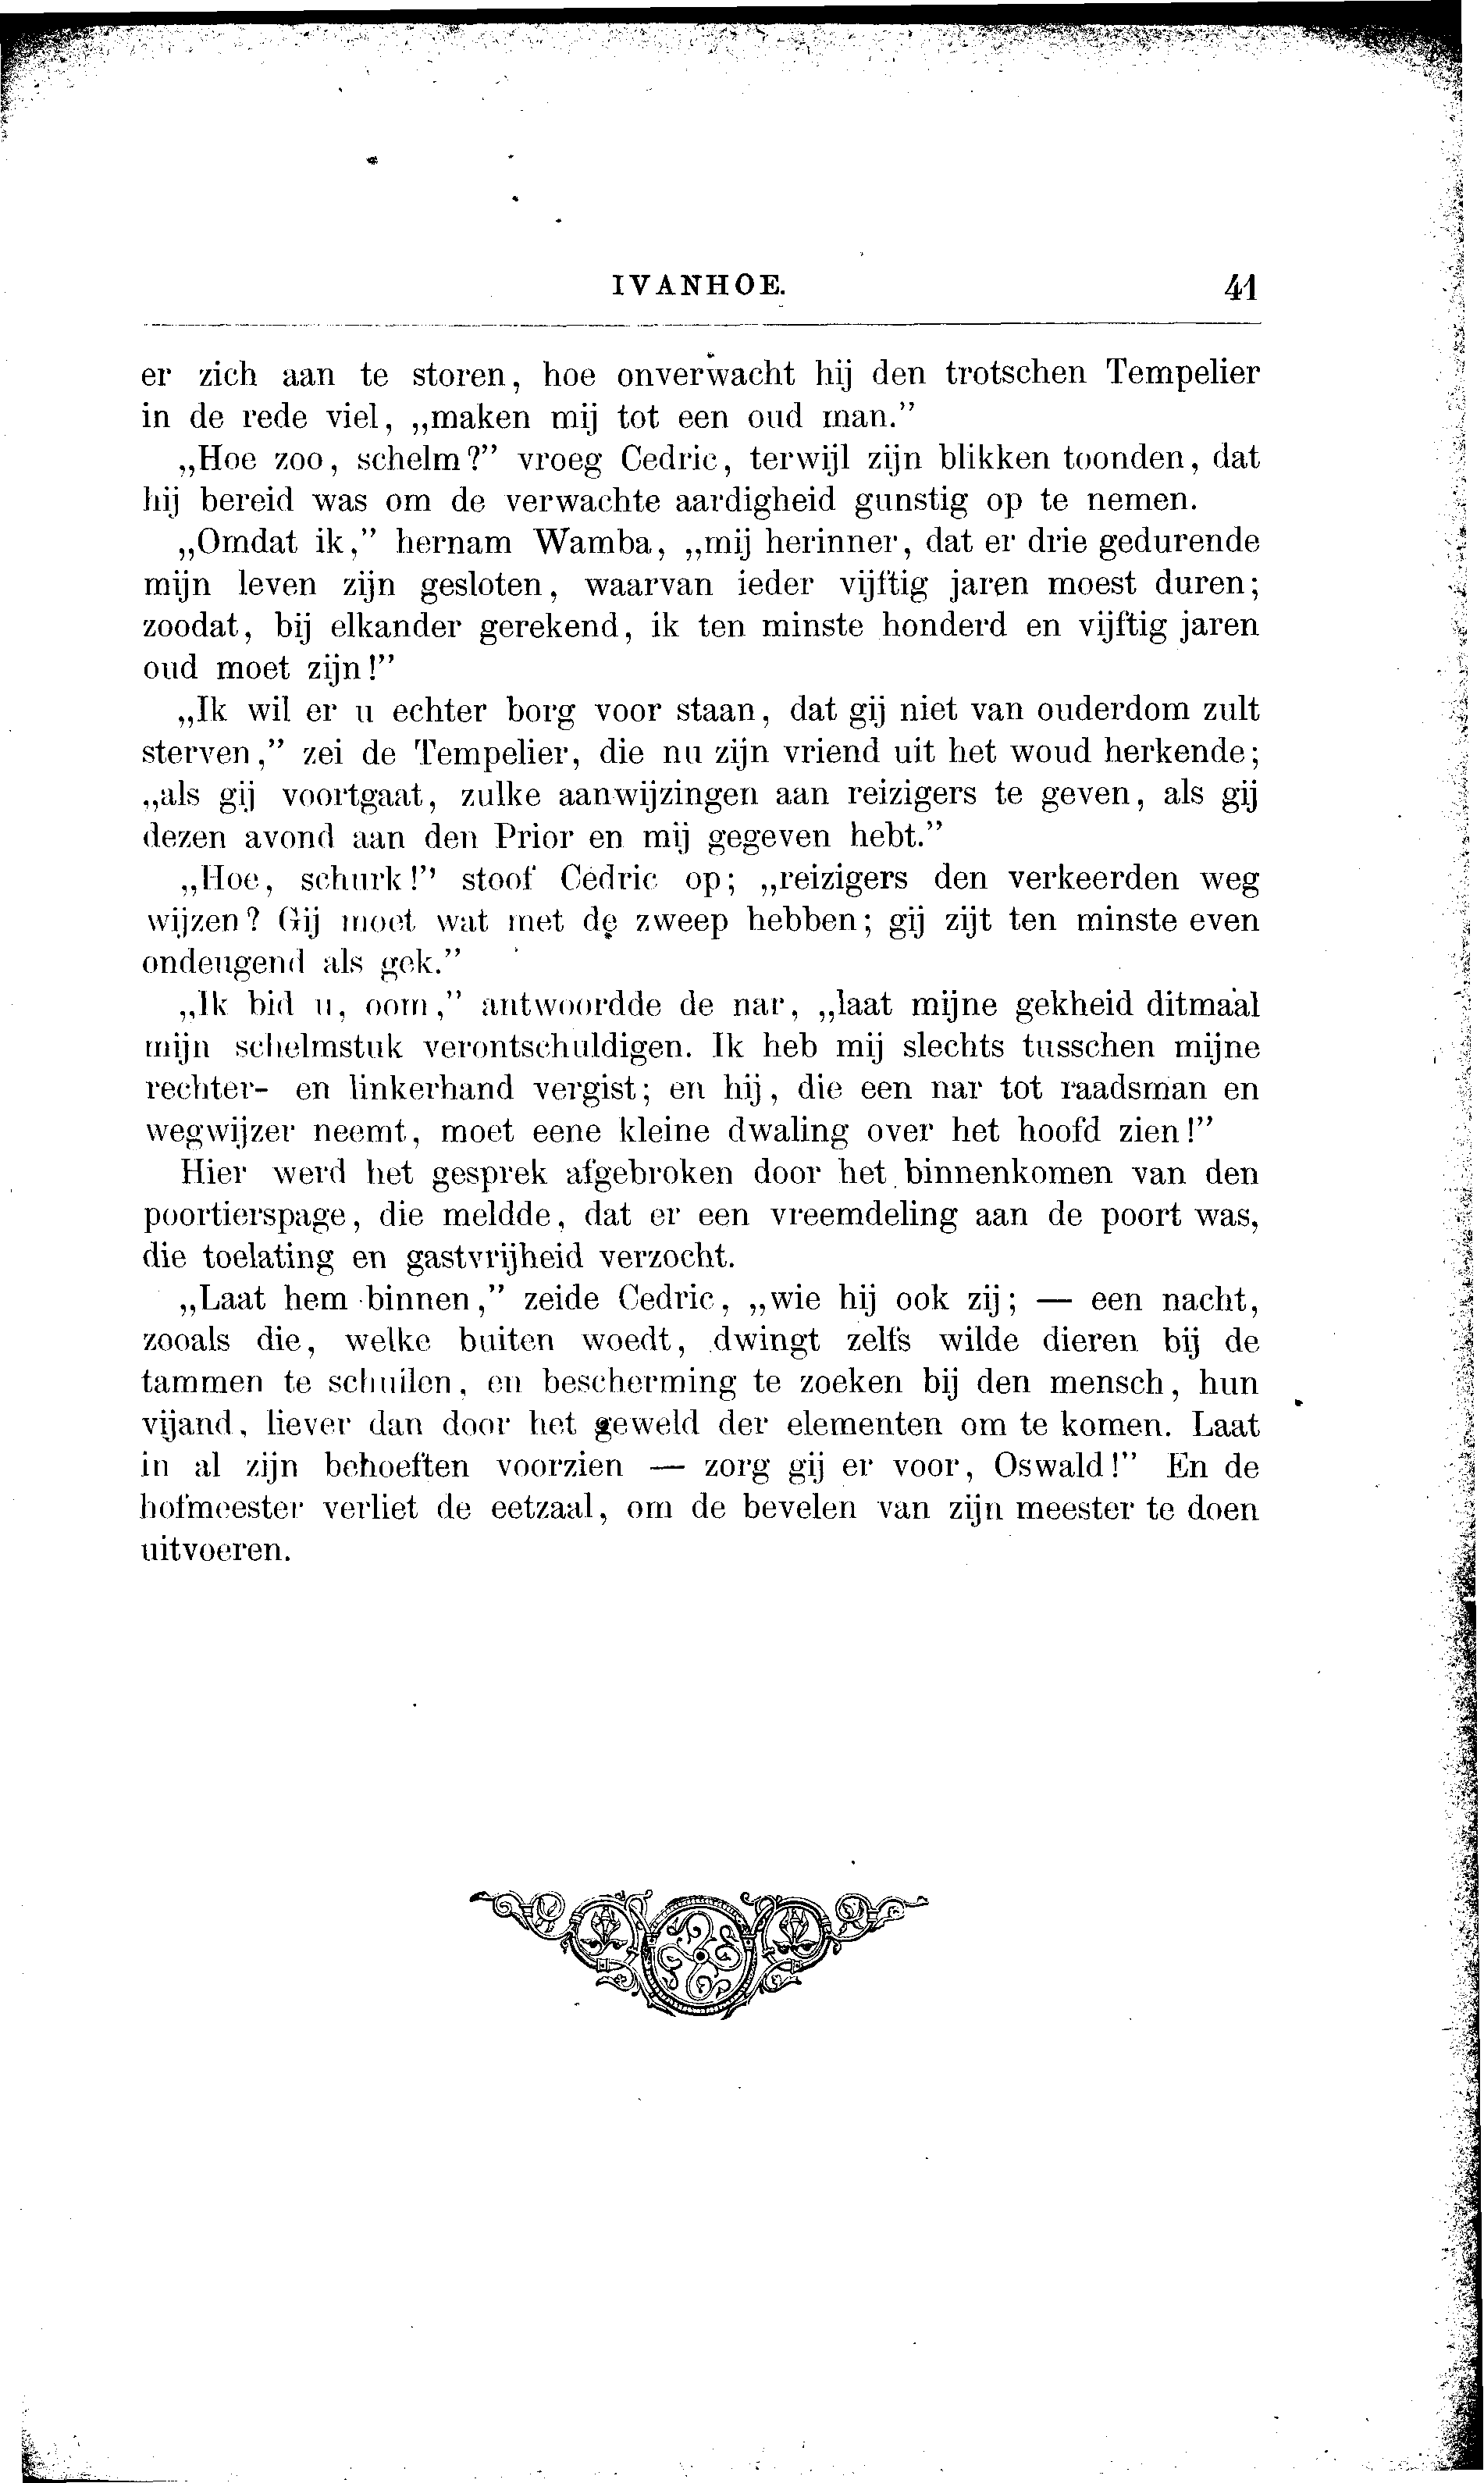 IVANHOE. 41
er zich aan te storen, hoe onverwacht hij den trotschen Tempelier
in de rede viel, „maken mij tot een oud man.”
„Hoe zoo, schelm?” vroeg Cedric, terwijl zijn blikken toonden, dat
hij bereid was om de verwachte aardigheid gunstig op te nemen.
„Omdat ik,” hernam Wamba, „mij herinner, dat er drie gedurende
mijn leven zijn gesloten, waarvan ieder vijftig jaren moest duren;
zoodat, bij elkander gerekend, ik ten minste honderd en vijftig jaren
oud moet zijn!”
„Ik wil er u echter borg voor staan, dat gij niet van ouderdom zult
sterven,” zei de Tempelier, die nu zijn vriend uit het woud herkende;
„als gij voortgaat, zulke aanwijzingen aan reizigers te geven, als gij
dezen avond aan den Prior en mij gegeven hebt.”
„Hoe, schurk!” stoof Cedric op; „reizigers den verkeerden weg
wijzen? Gij moet wat met de zweep hebben; gij zijt ten minste even
ondeugend als gek.”
„Ik bid u, oom,” antwoordde de nar, „laat mijne gekheid ditmaal
mijn schelmstuk verontschuldigen. Ik heb mij slechts tusschen mijne
rechter- en linkerhand vergist; en hij, die een nar tot raadsman en
wegwijzer neemt, moet eene kleine dwaling over het hoofd zien!”
Hier werd het gesprek afgebroken door het binnenkomen van den
poortierspage, die meldde, dat er een vreemdeling aan de poort was,
die toelating en gastvrijheid verzocht.
„Laat hem binnen,” zeide Cedric, „wie hij ook zij; — een nacht,
zooals die, welke buiten woedt, dwingt zelfs wilde dieren bij de
tammen te schuilen, en bescherming te zoeken bij den mensch, hun
vijand, liever dan door het geweld der elementen om te komen. Laat
in al zijn behoeften voorzien — zorg gij er voor, Oswald!” En de
hofmeester verliet de eetzaal, om de bevelen van zijn meester te doen
uitvoeren.